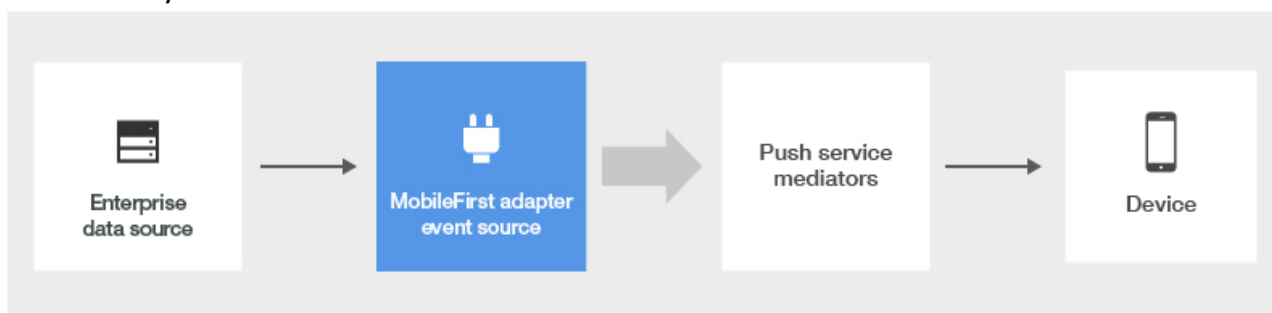 Enterprise
data source
MobileFirst adapter
event source
Push service
mediators
Device